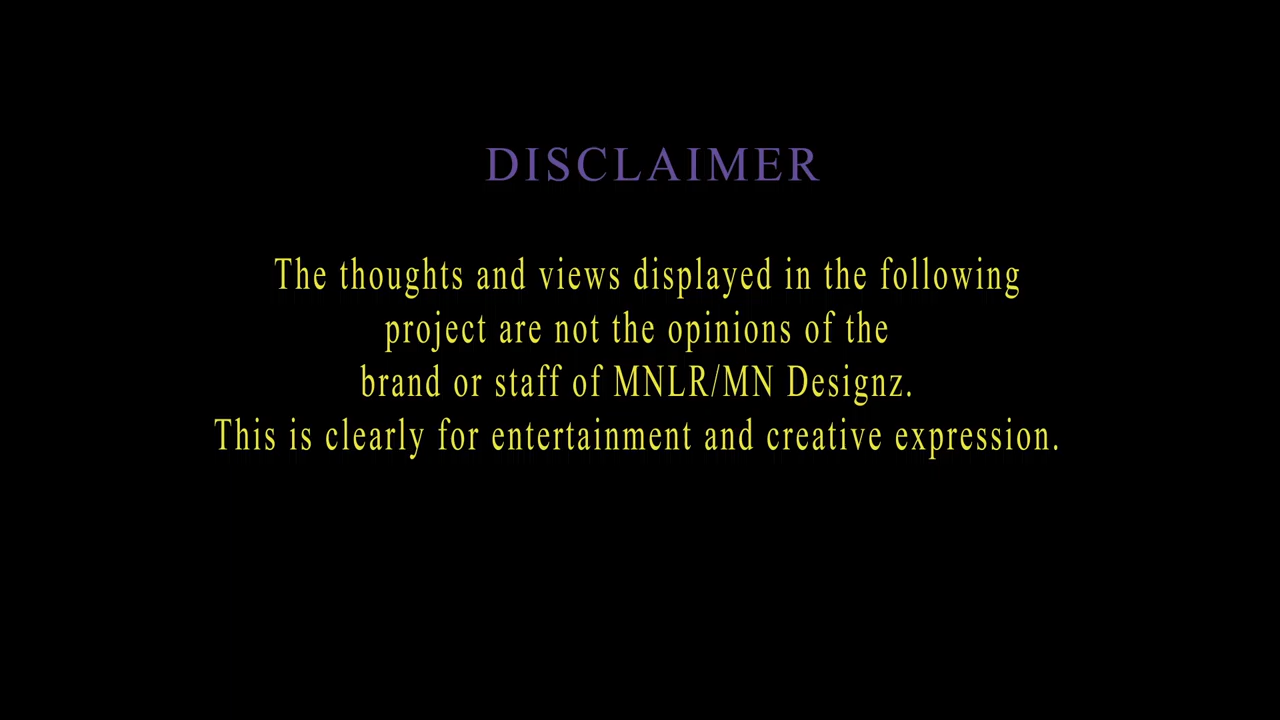 DISCLAIMER
The thoughts and views displayed in the following
project are not the opinions of the
brand or staff of MNLR/MN Designz.
This is clearly for entertainment and creative expression.